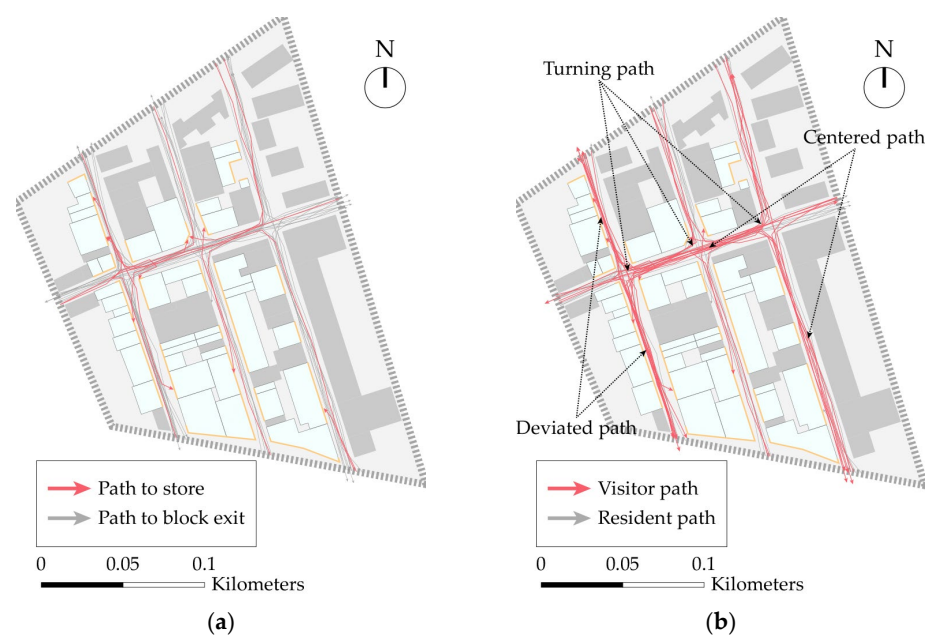 N
Path to store
Path to block exit
0 0.05 0.1
Kilometers
(a)
N
Turning path
Centered path
Deviated path
Visitor path
Resident path
0 0.05 0.1
Kilometers
(b)